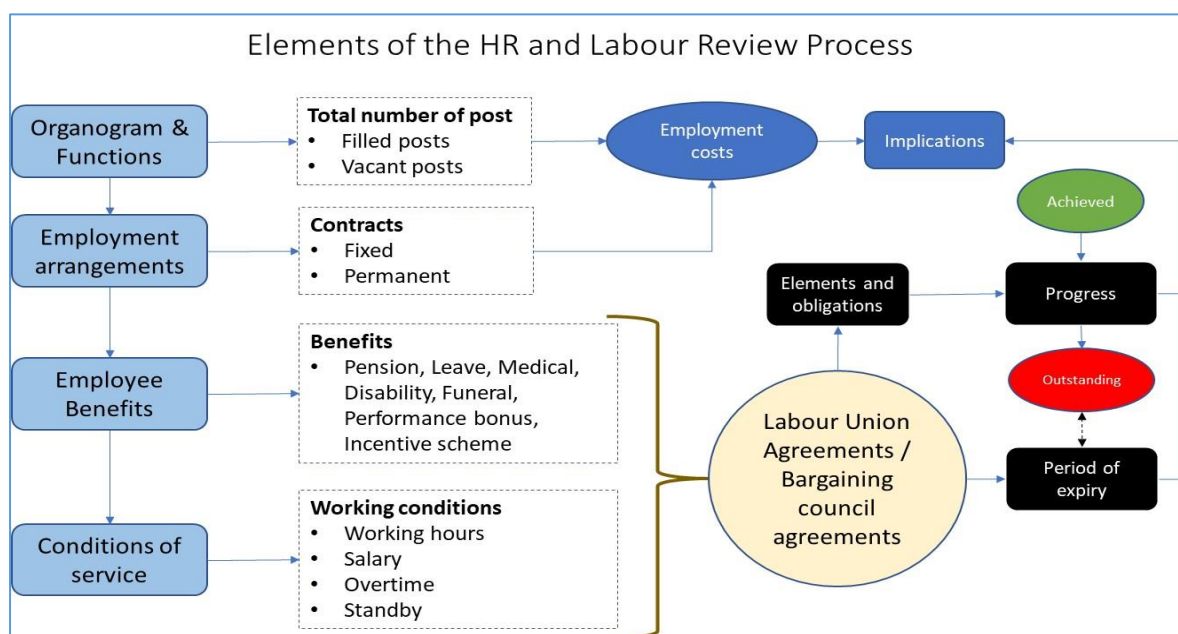 Elements of the HR and Labour Review Process
Organogram &
Functions
Total number of post
• Filled posts
• Vacant posts
Employment
costs
Implications
Achieved
Employment
arrangements
Contracts
• Fixed
• Permanent
Elements and
obligations
Progress
Employee
Benefits
Benefits
• Pension, Leave, Medical,
Disability, Funeral,
Performance bonus,
Incentive scheme
Outstanding
Labour Union
Agreements /
Bargaining
council
agreements
Period of
expiry
Conditions of
service
Working conditions
• Working hours
• Salary
• Overtime
• Standby